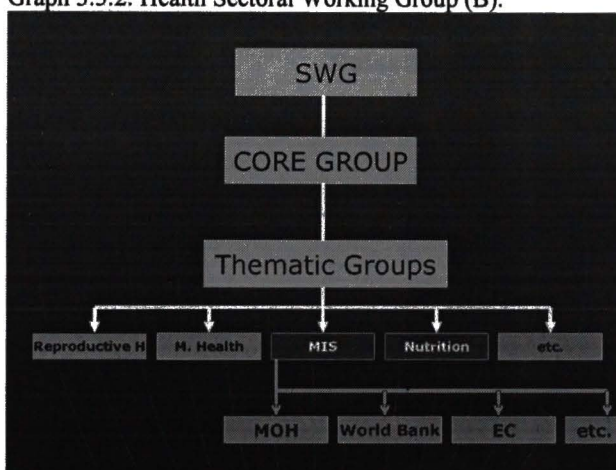 Graph 3.3.2: Health Sectoral Working Group (B).
SWG
CORE GROUP
Thematic Groups
Reproductive H M. Health MIS Nutrition etc.
MOH World Bank EC etc.